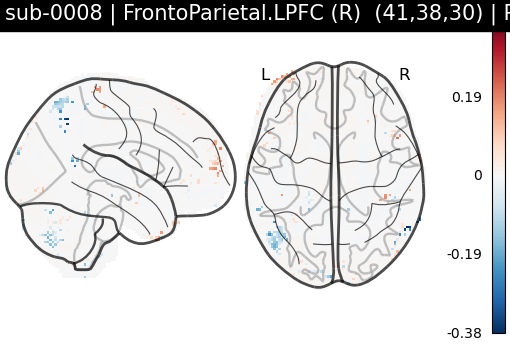 sub-0008 | FrontoParietal.LPFC (R) (41,38,30) |
L R
0.19
0
-0.19
-0.38